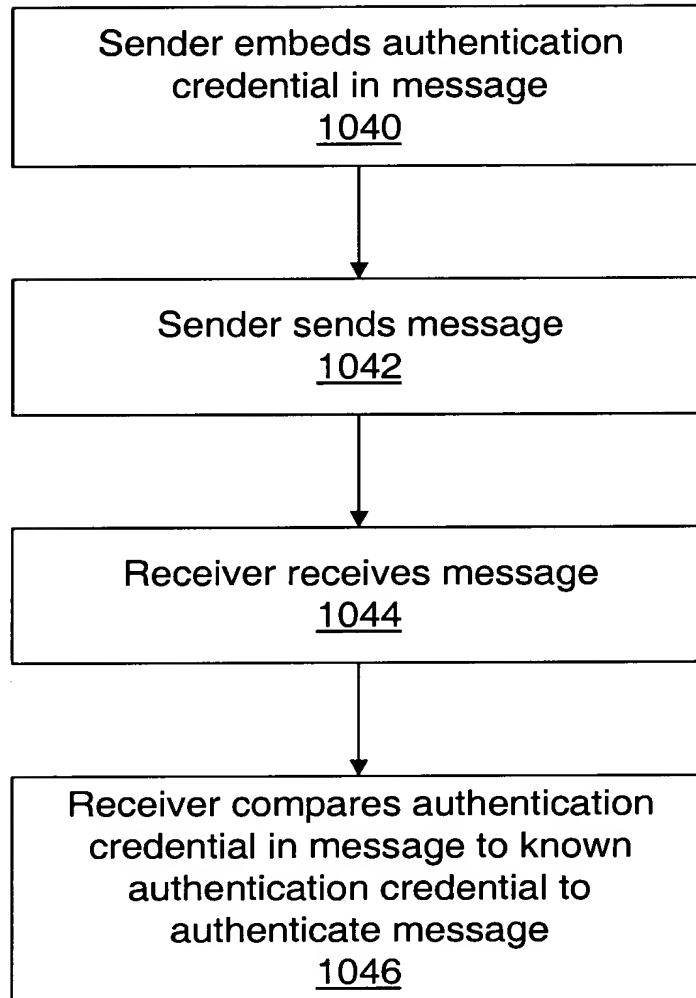 Sender embeds authentication
credential in message
1040
Sender sends message
1042
Receiver receives message
1044
Receiver compares authentication
credential in message to known
authentication credential to
authenticate message
1046